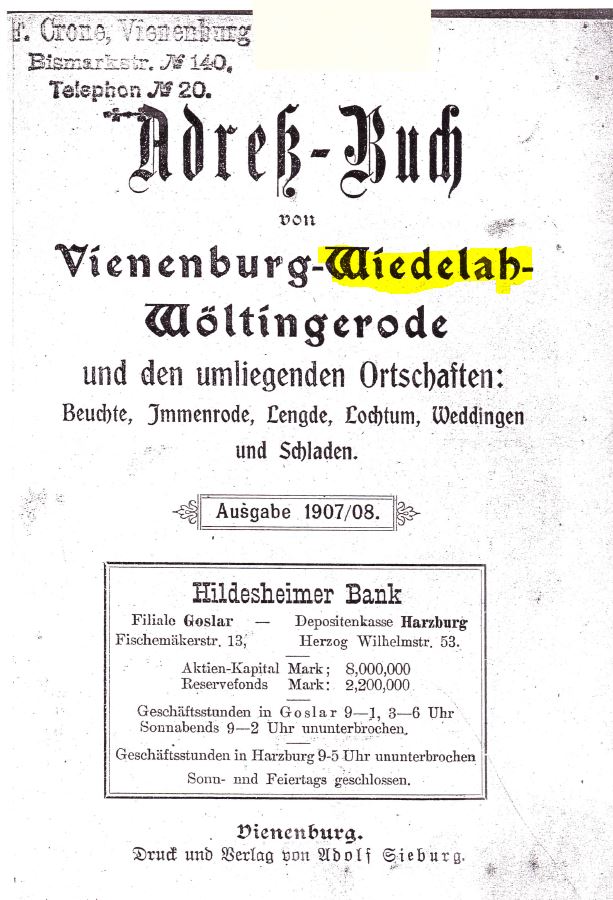 F. Crone, Vienenburg
Bismarkstr. № 140.
Telephon № 20.
Adreß-Buch
von
Vienenburg-Wiedelah-
Wöltingerode
und den umliegenden Ortschaften:
Beuchte, Immenrode, Lengde, Lochtum, Weddingen
und Schladen.
Ausgabe 1907/08.
Hildesheimer Bank
Filiale Goslar — Depositenkasse Harzburg
Fischemäkerstr. 13, Herzog Wilhelmstr. 53.
Aktien-Kapital Mark; 8,000,000
Reservefonds Mark: 2,200,000
Geschäftsstunden in Goslar 9—1, 3—6 Uhr
Sonnabends 9—2 Uhr ununterbrochen.
Geschäftsstunden in Harzburg 9-5 Uhr ununterbrochen
Sonn- nnd Feiertags geschlossen.
Vienenburg.
Druck und Verlag von Adolf Sieburg.